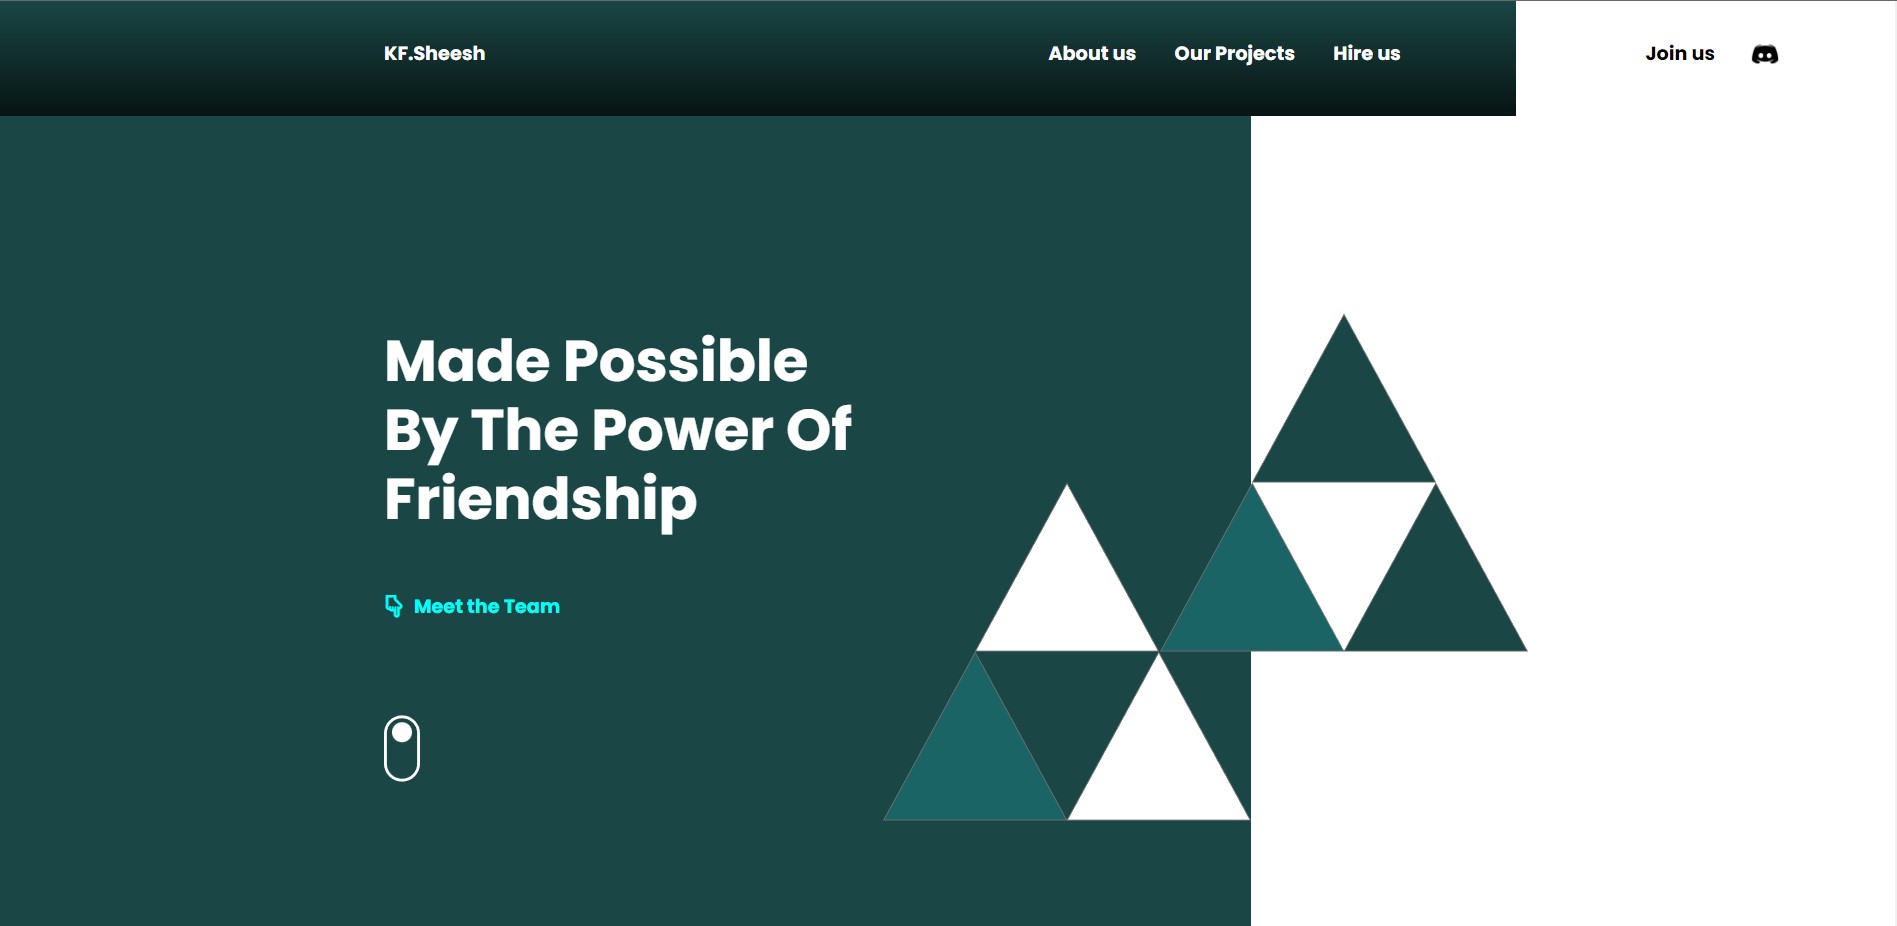 KF.Sheesh
About us
Our Projects
Hire us
Join us
Made Possible
By The Power Of
Friendship
Meet the Team